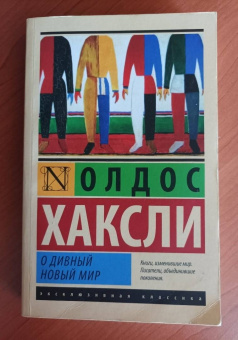 N ОЛДОС
ХАКСЛИ
О ДИВНЫЙ
НОВЫЙ МИР
Книги, изменившие мир.
Писатели, объединившие
поколения.
ЭКСКЛЮЗИВНАЯ КЛАССИКА